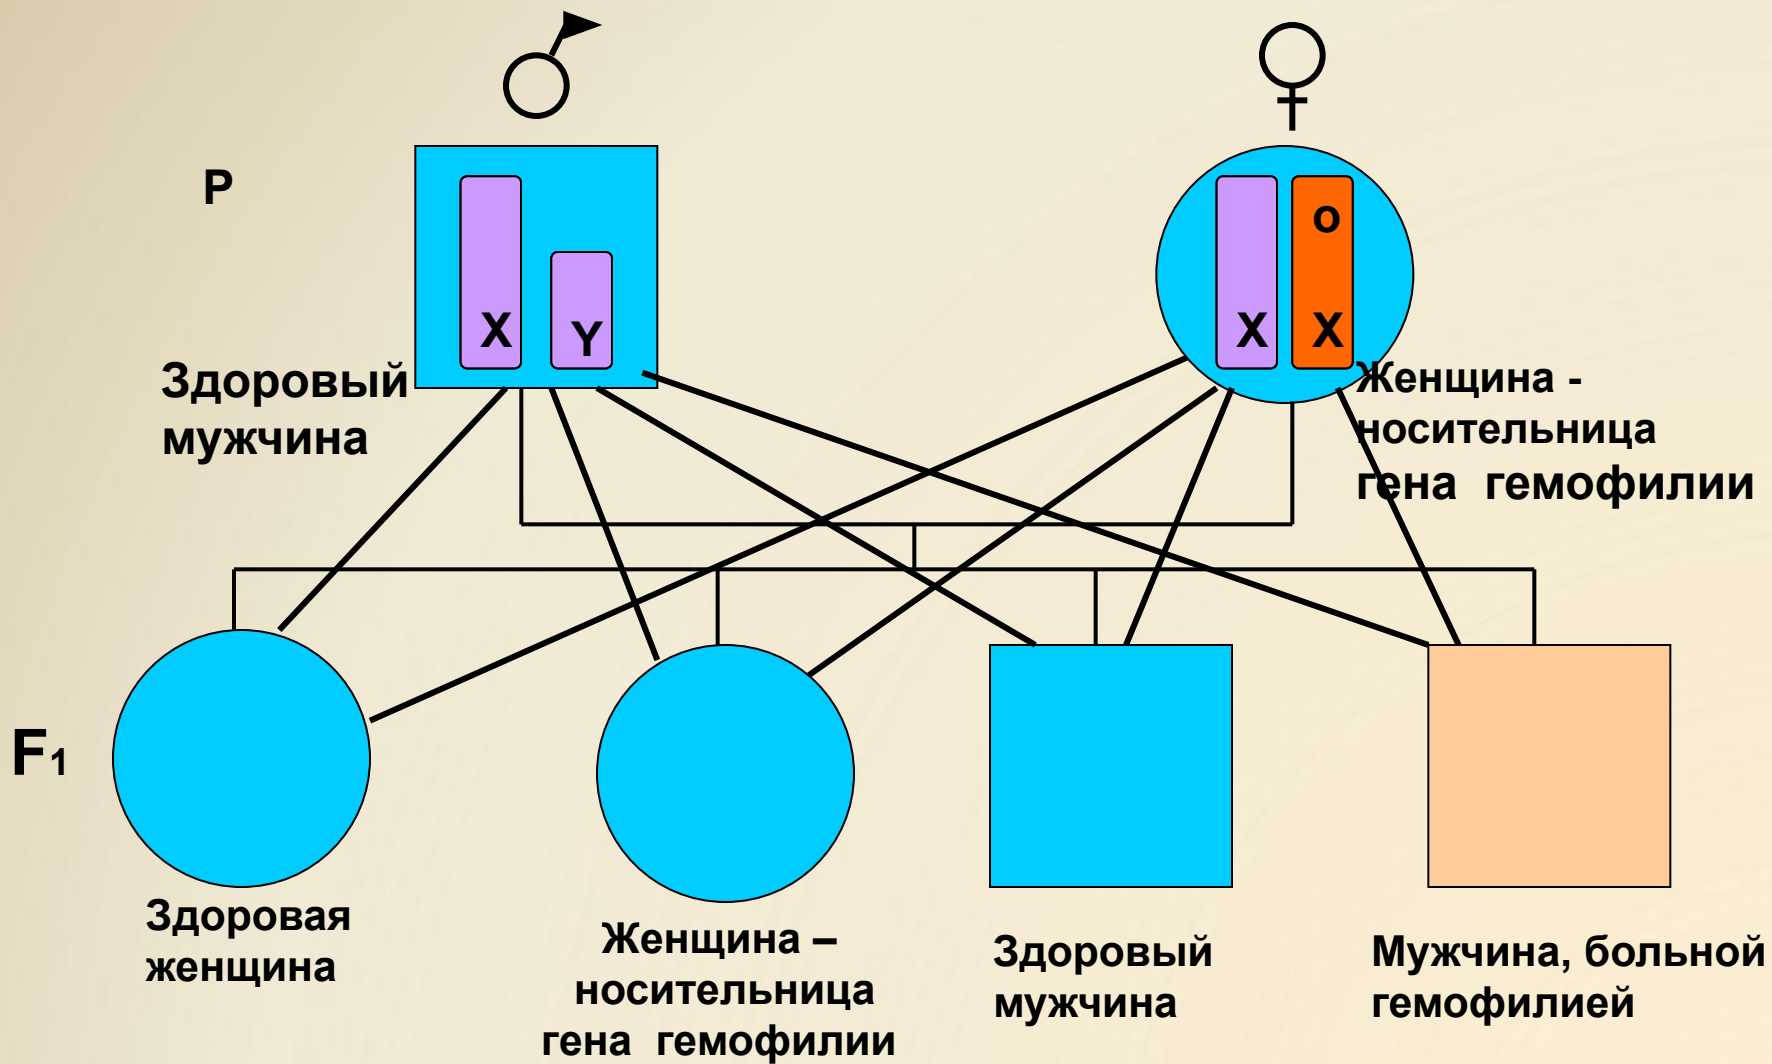 P
X
Y
o
X
X
Здоровый
мужчина
Женщина -
носительница
гена гемофилии
F₁
Здоровая
женщина
Женщина –
носительница
гена гемофилии
Здоровый
мужчина
Мужчина, больной
гемофилией